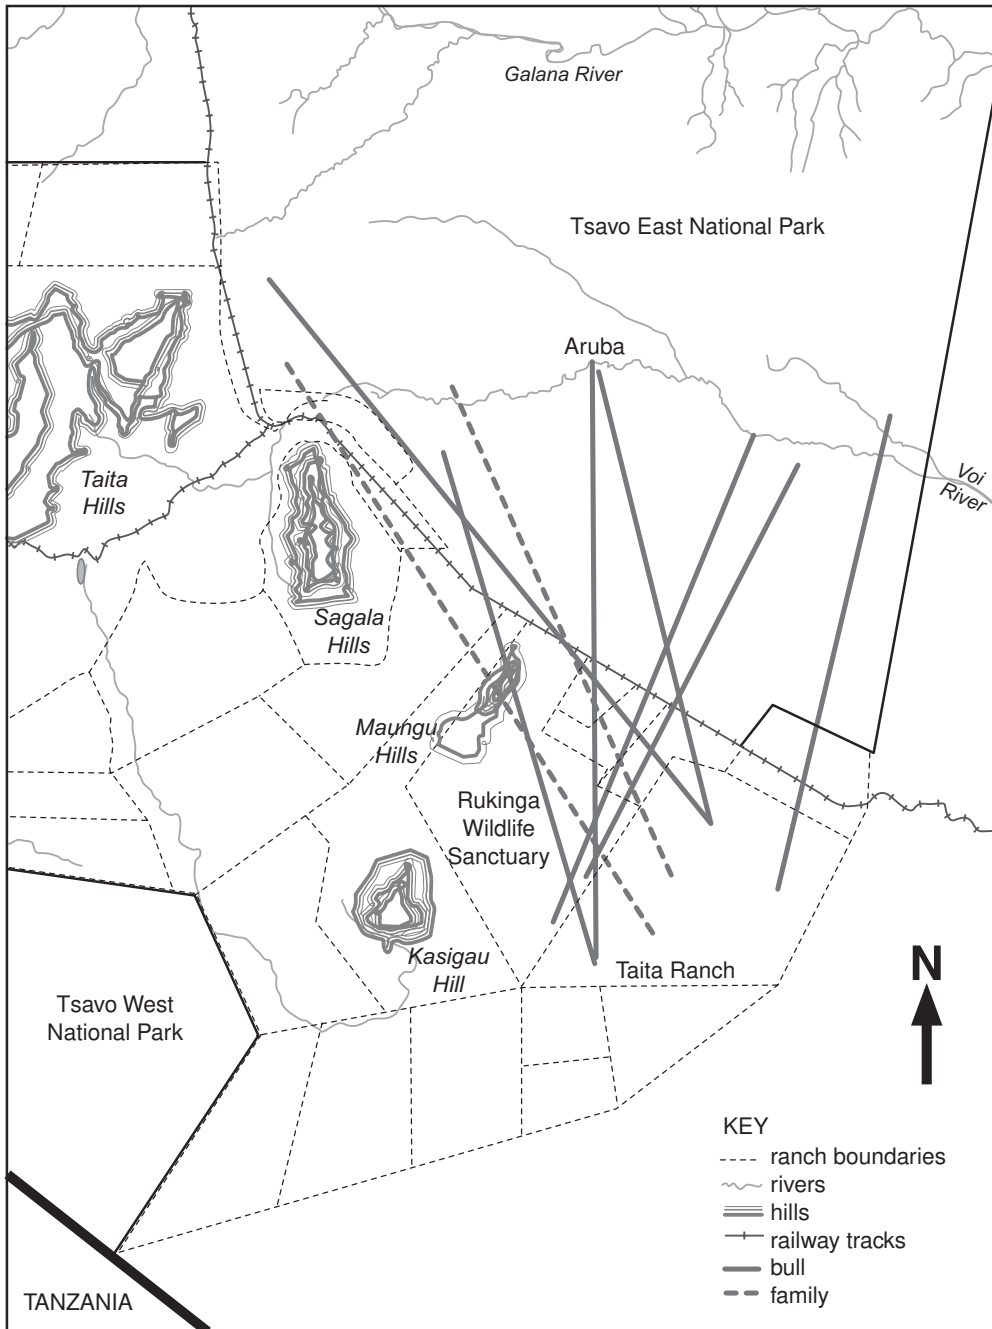 Galana River
Tsavo East National Park
Aruba
Voi
River
Taita
Hills
Sagala
Hills
Maungu
Hills
Rukinga
Wildlife
Sanctuary
Kasigau
Hill
Taita Ranch
Tsavo West
National Park
N
KEY
ranch boundaries
rivers
hills
railway tracks
bull
family
TANZANIA